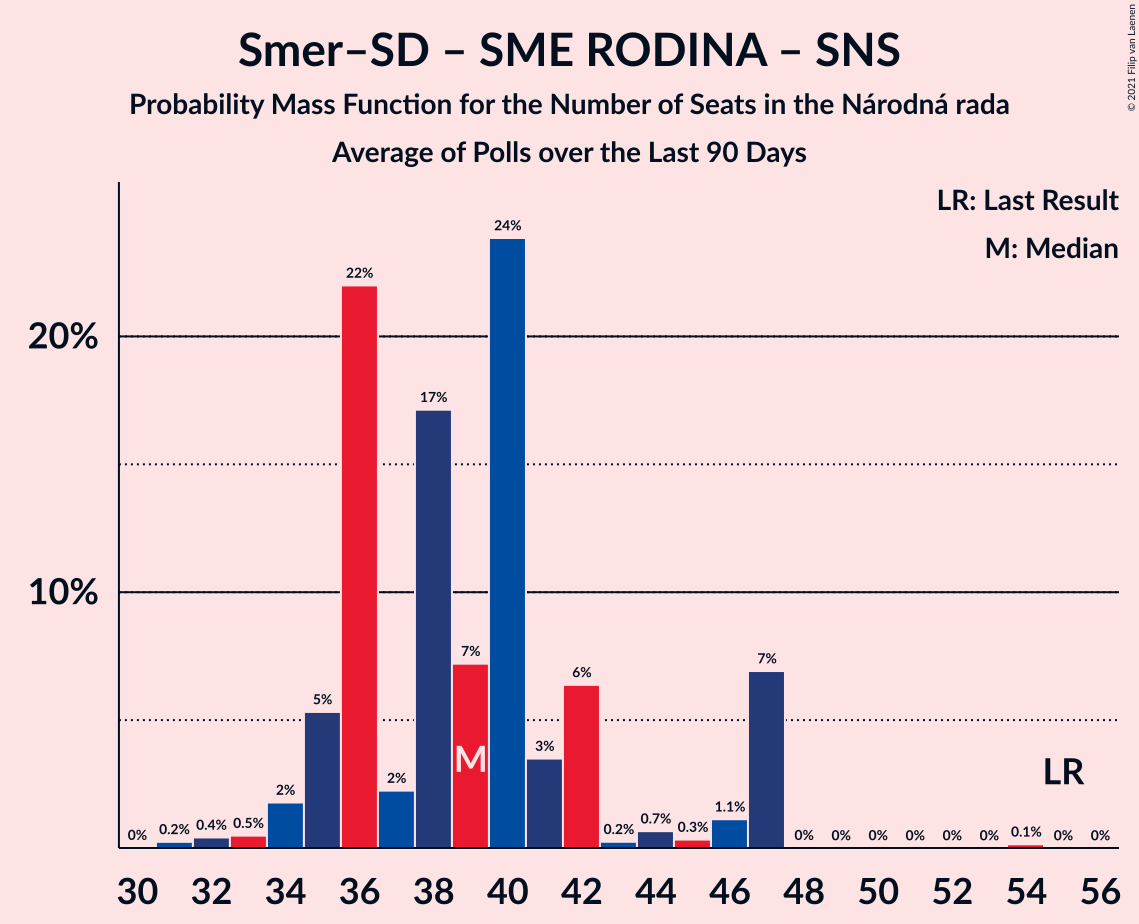 Smer–SD – SME RODINA – SNS
Probability Mass Function for the Number of Seats in the Národná rada
Average of Polls over the Last 90 Days
© 2021 Filip van Laenen
LR: Last Result
M: Median
20%
10%
0% 0.2% 0.4% 0.5% 2% 5% 22% 2% 17% 7% 24% 3% 6% 0.2% 0.7% 0.3% 1.1% 7% 0% 0% 0% 0% 0% 0% 0.1% 0% 0%
M
LR
30 32 34 36 38 40 42 44 46 48 50 52 54 56